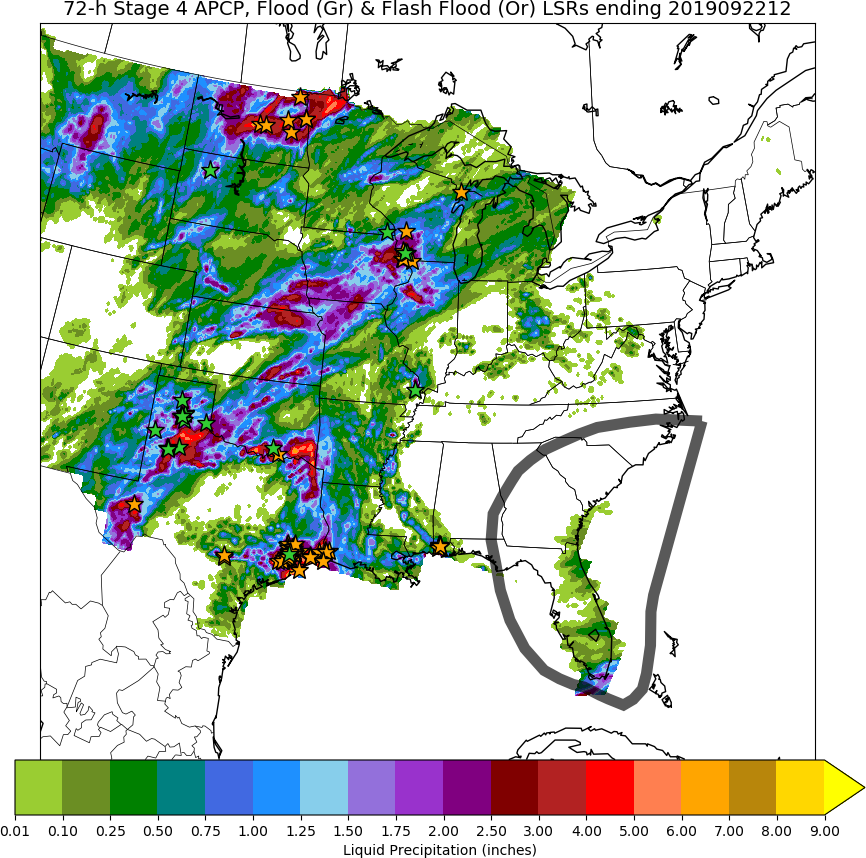 72-h Stage 4 APCP, Flood (Gr) & Flash Flood (Or) LSRs ending 2019092212
0.01 0.10 0.25 0.50 0.75 1.00 1.25 1.50 1.75 2.00 2.50 3.00 4.00 5.00 6.00 7.00 8.00 9.00
Liquid Precipitation (inches)